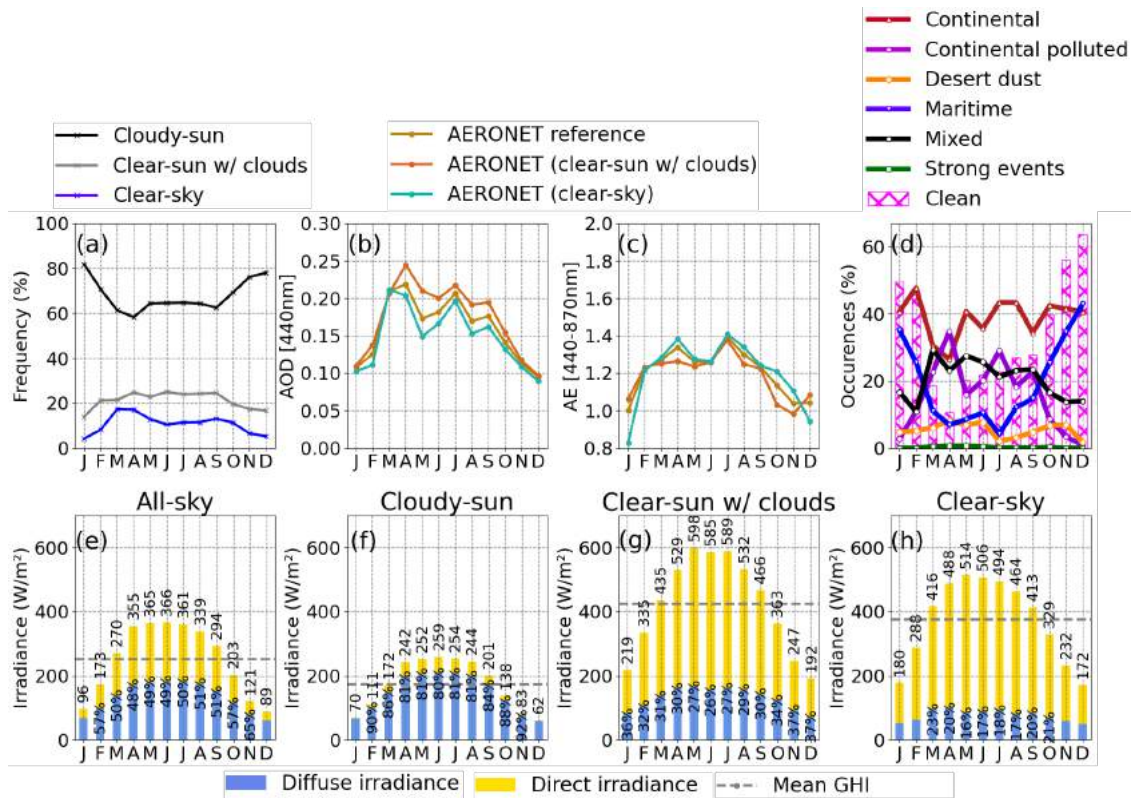 Continental
Continental polluted
Desert dust
Maritime
Mixed
Strong events
Clean
Cloudy-sun
Clear-sun w/ clouds
Clear-sky
AERONET reference
AERONET (clear-sun w/ clouds)
AERONET (clear-sky)
(a)
Frequency (%)
100
80
60
40
20
0
J F M A M J J A S O N D
(b)
AOD [440nm]
0.30
0.25
0.20
0.15
0.10
0.05
0.00
J F M A M J J A S O N D
(c)
AE [440-870nm]
2.0
1.8
1.6
1.4
1.2
1.0
0.8
J F M A M J J A S O N D
(d)
Occurrences (%)
60
40
20
0
J F M A M J J A S O N D
All-sky
(e)
Irradiance (W/m²)
600
400
200
0
96 173 270 355 365 366 361 339 294 203 121 89
57% 50% 48% 49% 49% 50% 51% 51% 57% 65%
J F M A M J J A S O N D
Cloudy-sun
(f)
Irradiance (W/m²)
600
400
200
0
70 111 172 242 252 259 254 244 201 138 83 62
90% 86% 81% 81% 80% 81% 81% 84% 88% 92%
J F M A M J J A S O N D
Clear-sun w/ clouds
(g)
Irradiance (W/m²)
600
400
200
0
219 335 435 529 598 585 589 532 466 363 247 192
36% 32% 31% 30% 27% 26% 27% 29% 30% 34% 37% 37%
J F M A M J J A S O N D
Clear-sky
(h)
Irradiance (W/m²)
600
400
200
0
180 288 416 488 514 506 494 464 413 329 232 172
23% 20% 16% 17% 18% 17% 20% 21%
J F M A M J J A S O N D
Diffuse irradiance
Direct irradiance
Mean GHI